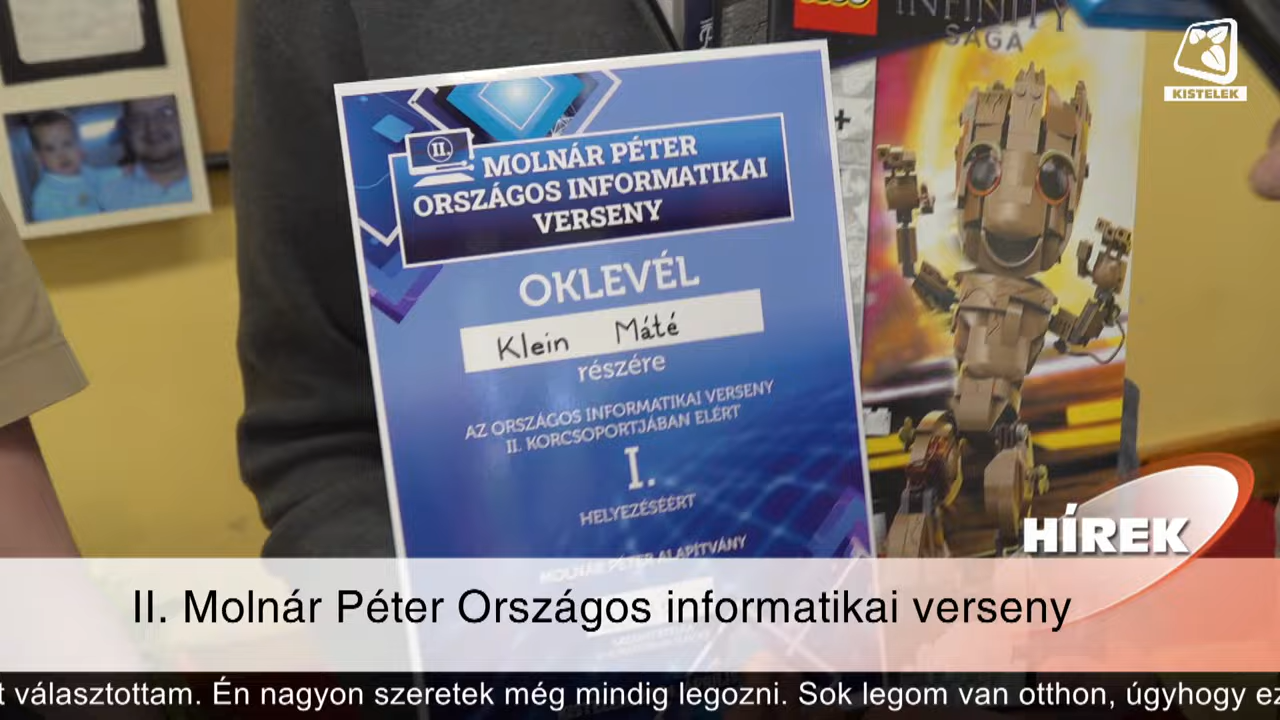 INFINITY
SAGA
KISTELEK
II.
MOLNÁR PÉTER
ORSZÁGOS INFORMATIKAI
VERSENY
OKLEVÉL
Klein Máté
részére
AZ ORSZÁGOS INFORMATIKAI VERSENY
II. KORCSOPORTJÁBAN ELÉRT
I.
HELYEZÉSÉÉRT
MOLNÁR PÉTER ALAPÍTVÁNY
HÍREK
II. Molnár Péter Országos informatikai verseny
t választottam. Én nagyon szeretek még mindig legozni. Sok legom van otthon, úgyhogy ez